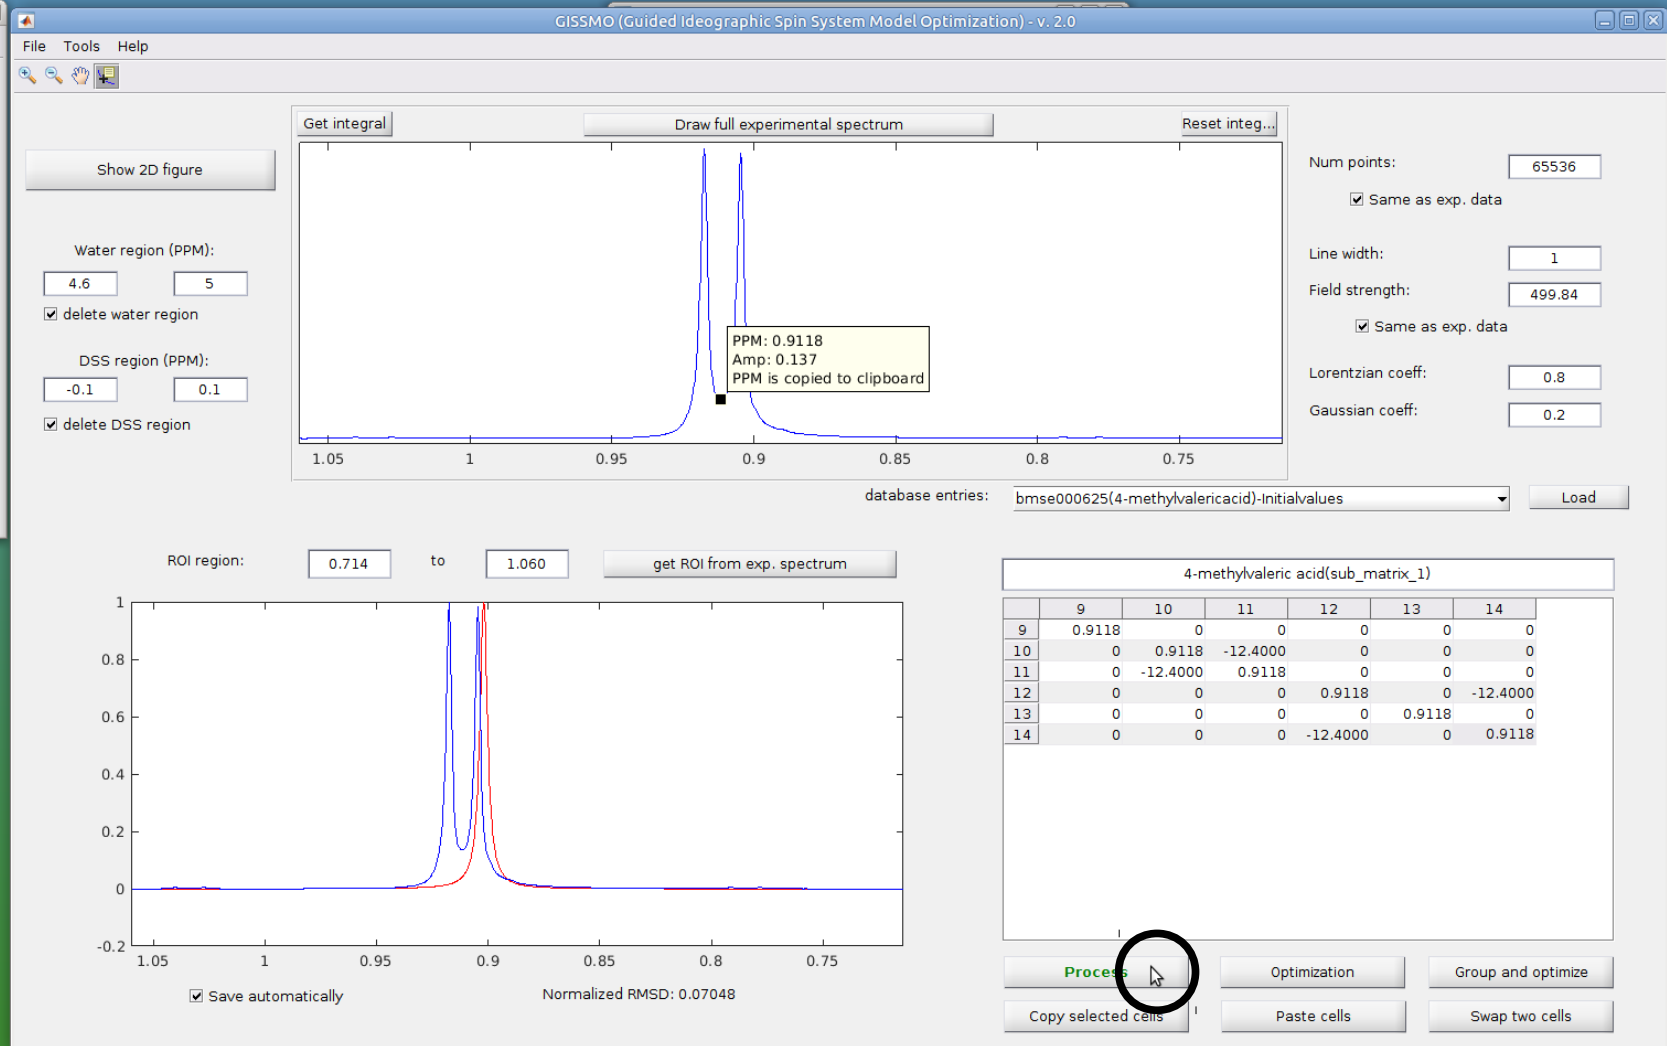 GISSMO (Guided Ideographic Spin System Model Optimization) - v. 2.0
File Tools Help
Get integral Draw full experimental spectrum Reset integ...
Show 2D figure
Water region (PPM):
4.6 5
delete water region
DSS region (PPM):
-0.1 0.1
delete DSS region
PPM: 0.9118
Amp: 0.137
PPM is copied to clipboard
1.05 1 0.95 0.9 0.85 0.8 0.75
Num points: 65536
Same as exp. data
Line width: 1
Field strength: 499.84
Same as exp. data
Lorentzian coeff: 0.8
Gaussian coeff: 0.2
database entries: bmse000625(4-methylvalericacid)-Initialvalues Load
ROI region: 0.714 to 1.060 get ROI from exp. spectrum
1
0.8
0.6
0.4
0.2
0
-0.2
1.05 1 0.95 0.9 0.85 0.8 0.75
Save automatically Normalized RMSD: 0.07048
4-methylvaleric acid(sub_matrix_1)
9 10 11 12 13 14
9 0.9118 0 0 0 0 0
10 0 0.9118 -12.4000 0 0 0
11 0 -12.4000 0.9118 0 0 0
12 0 0 0 0.9118 0 -12.4000
13 0 0 0 0 0.9118 0
14 0 0 0 -12.4000 0 0.9118
Process Optimization Group and optimize
Copy selected cells Paste cells Swap two cells